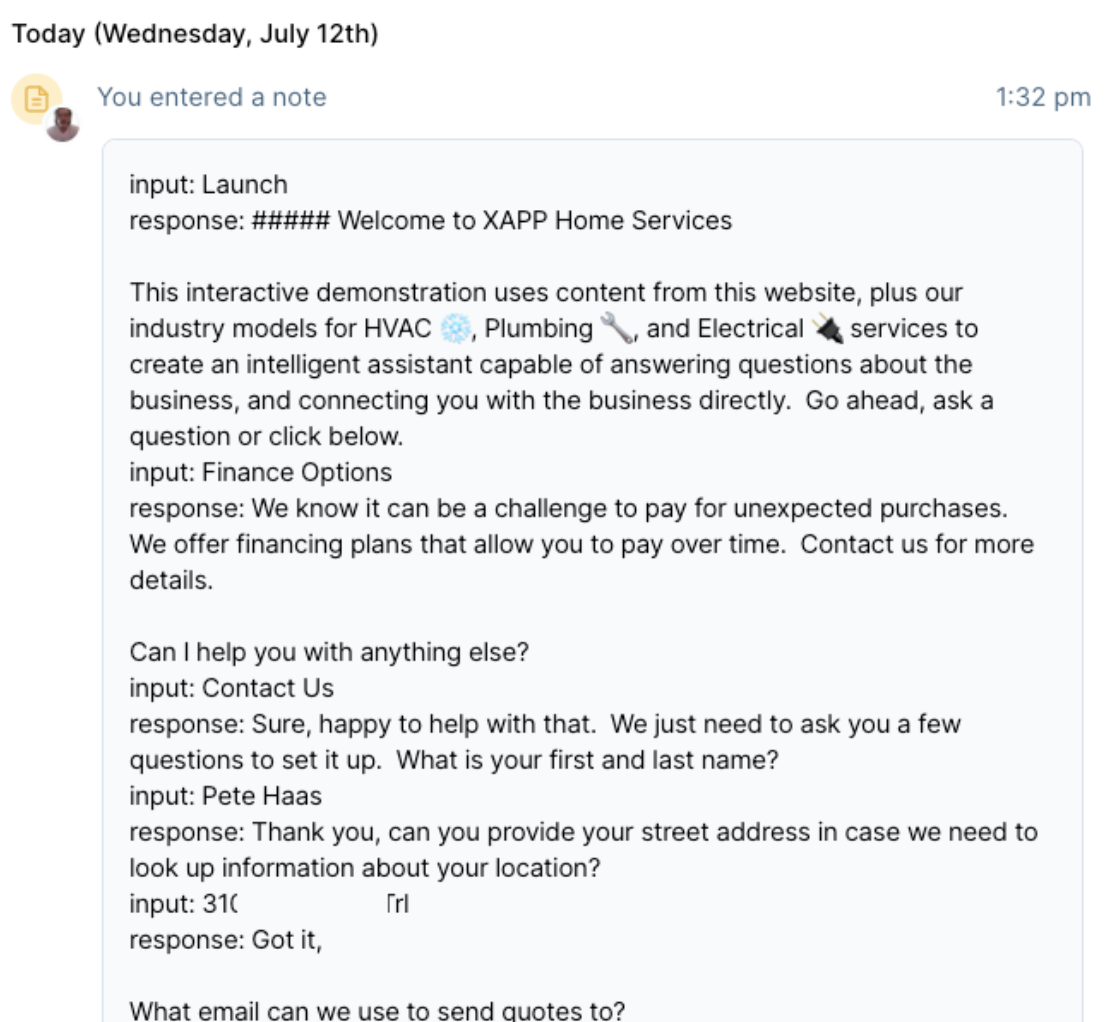 Today (Wednesday, July 12th)
You entered a note 1:32 pm
input: Launch
response: ##### Welcome to XAPP Home Services
This interactive demonstration uses content from this website, plus our
industry models for HVAC ❄️, Plumbing 🔧, and Electrical 🔌 services to
create an intelligent assistant capable of answering questions about the
business, and connecting you with the business directly.  Go ahead, ask a
question or click below.
input: Finance Options
response: We know it can be a challenge to pay for unexpected purchases.
We offer financing plans that allow you to pay over time.  Contact us for more
details.
Can I help you with anything else?
input: Contact Us
response: Sure, happy to help with that.  We just need to ask you a few
questions to set it up.  What is your first and last name?
input: Pete Haas
response: Thank you, can you provide your street address in case we need to
look up information about your location?
input: 310 Trl
response: Got it,
What email can we use to send quotes to?